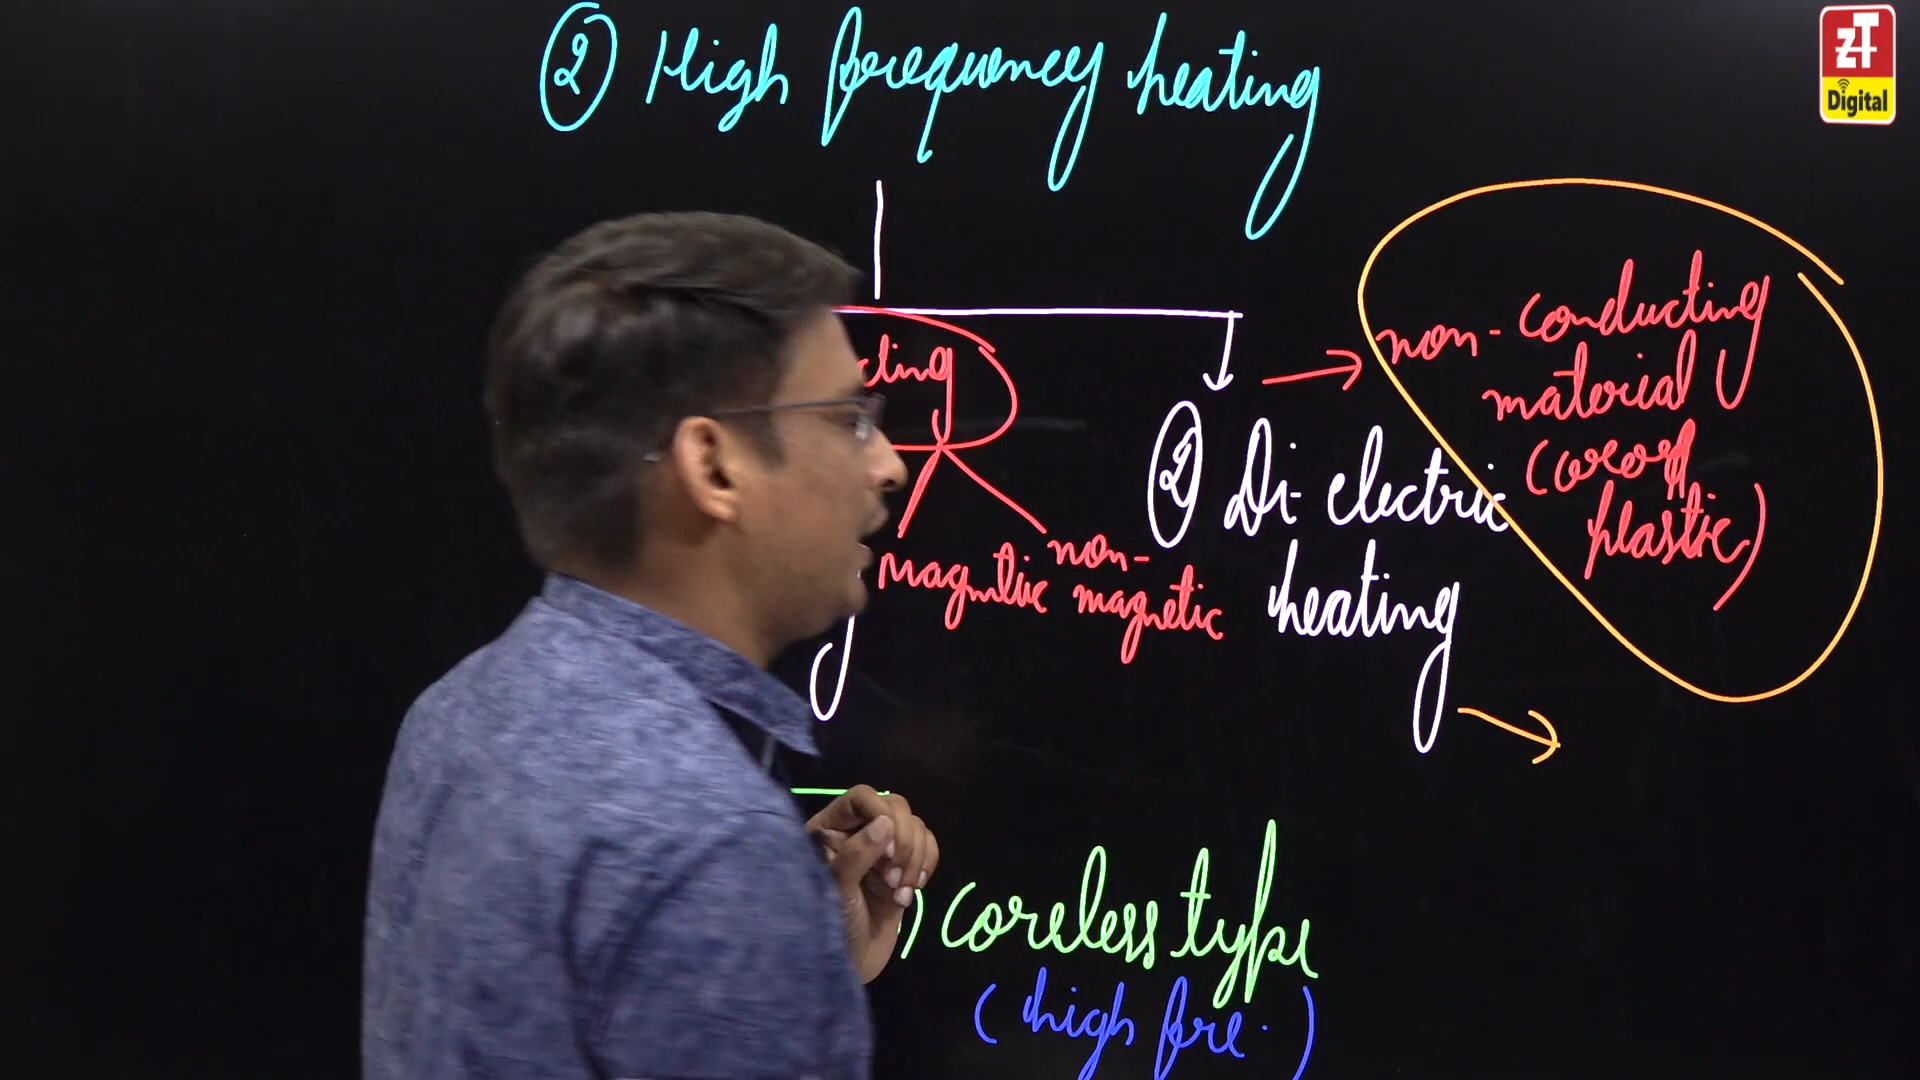 ② High frequency heating
non-conducting
material
plastic)
② Di-electric
heating
magnetic
non-
magnetic
coreless type
(high fre.)
ZT
Digital